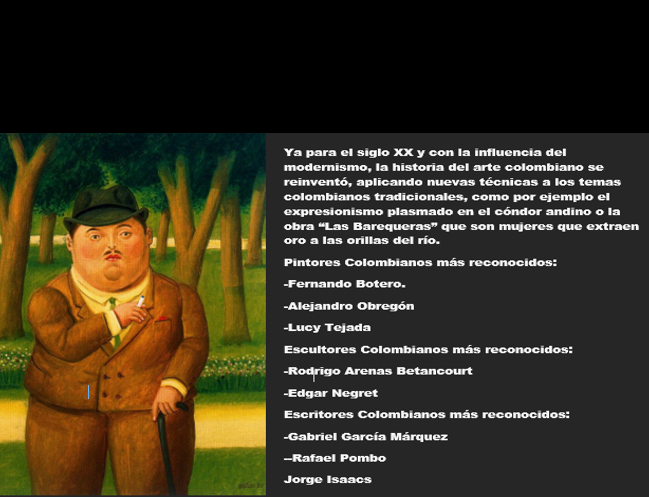 Ya para el siglo XX y con la influencia del
modernismo, la historia del arte colombiano se
reinventó, aplicando nuevas técnicas a los temas
colombianos tradicionales, como por ejemplo el
expresionismo plasmado en el cóndor andino o la
obra “Las Barequeras” que son mujeres que extraen
oro a las orillas del río.
Pintores Colombianos más reconocidos:
-Fernando Botero.
-Alejandro Obregón
-Lucy Tejada
Escultores Colombianos más reconocidos:
-Rodrigo Arenas Betancourt
-Edgar Negret
Escritores Colombianos más reconocidos:
-Gabriel García Márquez
--Rafael Pombo
Jorge Isaacs